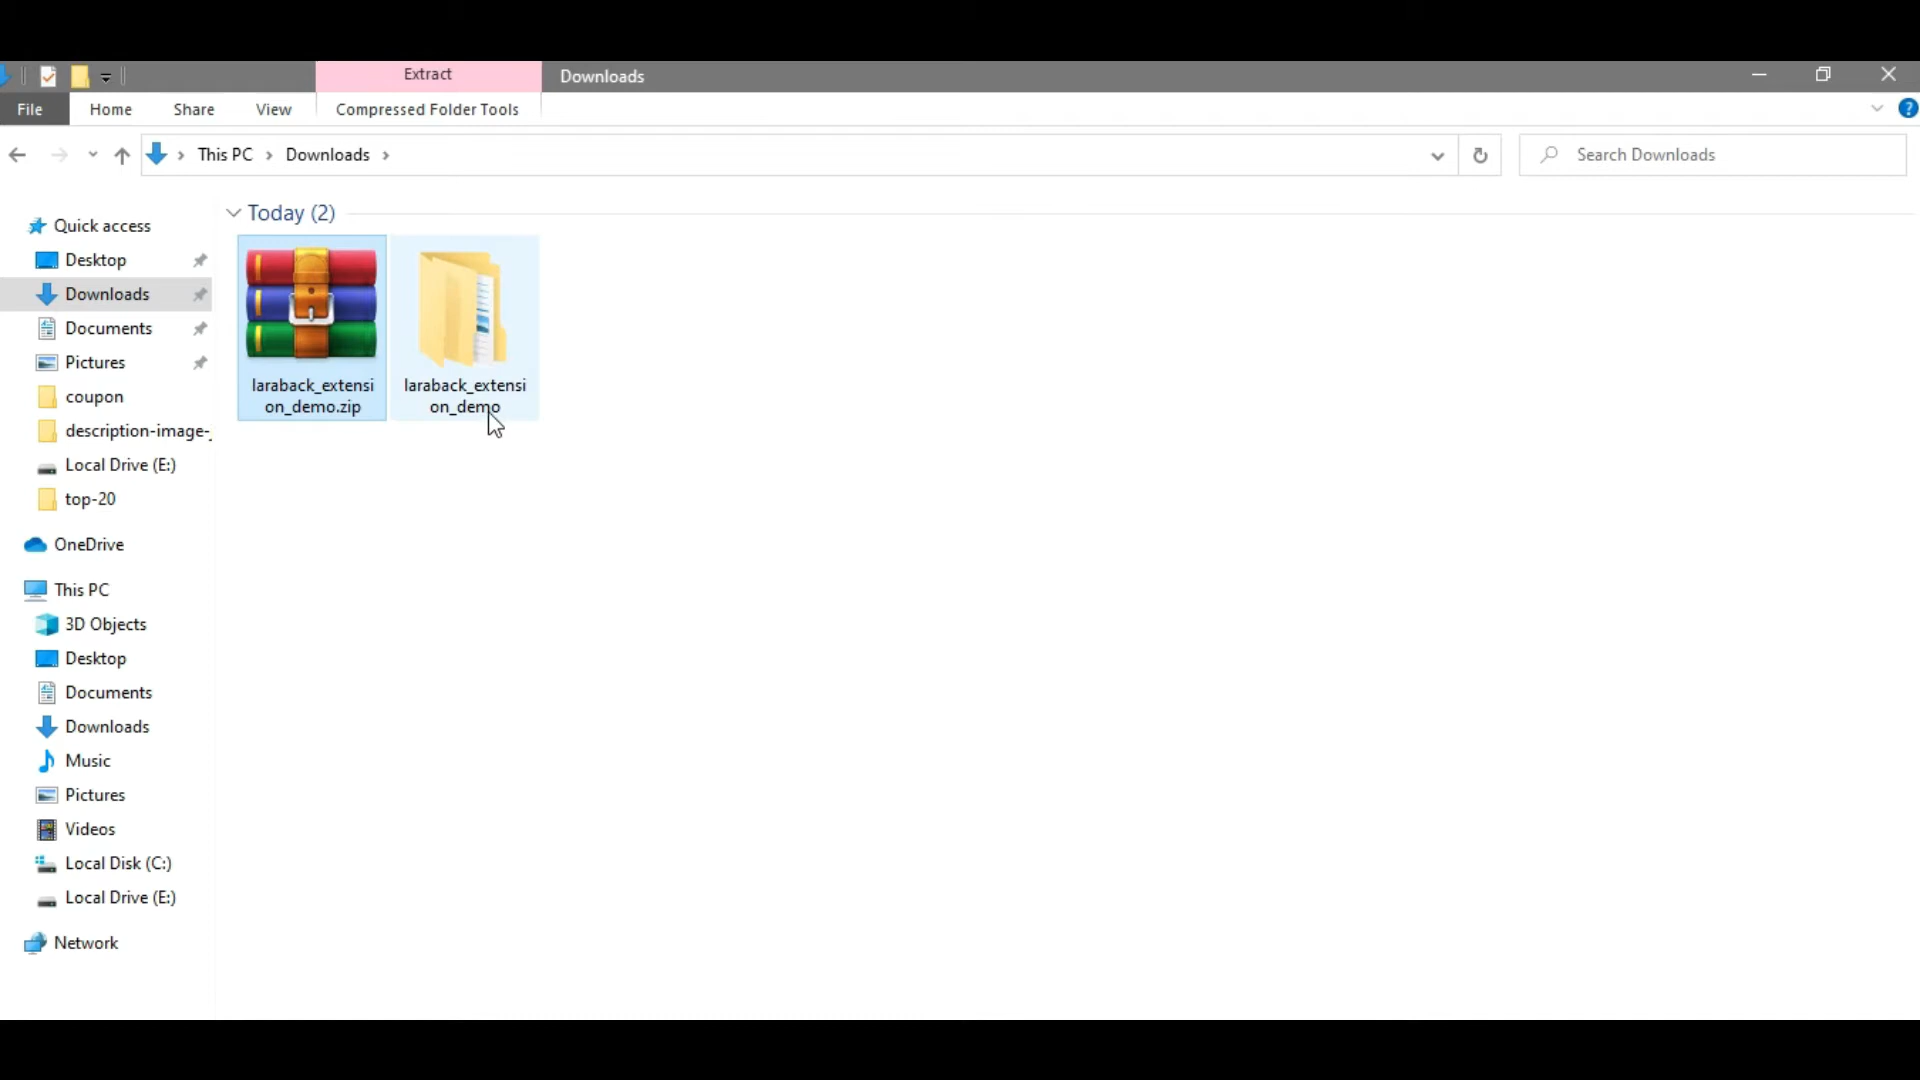 Extract
Downloads
File
Home
Share
View
Compressed Folder Tools
?
This PC
Downloads
Search Downloads
Quick access
Desktop
Downloads
Documents
Pictures
coupon
description-image-
Local Drive (E:)
top-20
OneDrive
This PC
3D Objects
Desktop
Documents
Downloads
Music
Pictures
Videos
Local Disk (C:)
Local Drive (E:)
Network
Today (2)
laraback_extensi
on_demo.zip
laraback_extensi
on_demo